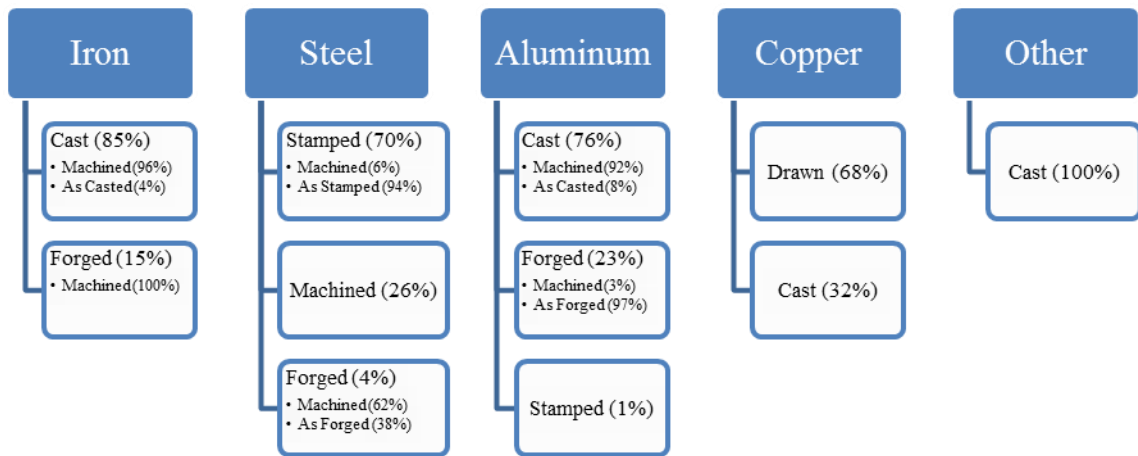 Iron
Cast (85%)
• Machined (96%)
• As Casted (4%)
Forged (15%)
• Machined (100%)
Steel
Stamped (70%)
• Machined (6%)
• As Stamped (94%)
Machined (26%)
Forged (4%)
• Machined (62%)
• As Forged (38%)
Aluminum
Cast (76%)
• Machined (92%)
• As Casted (8%)
Forged (23%)
• Machined (3%)
• As Forged (97%)
Stamped (1%)
Copper
Drawn (68%)
Cast (32%)
Other
Cast (100%)